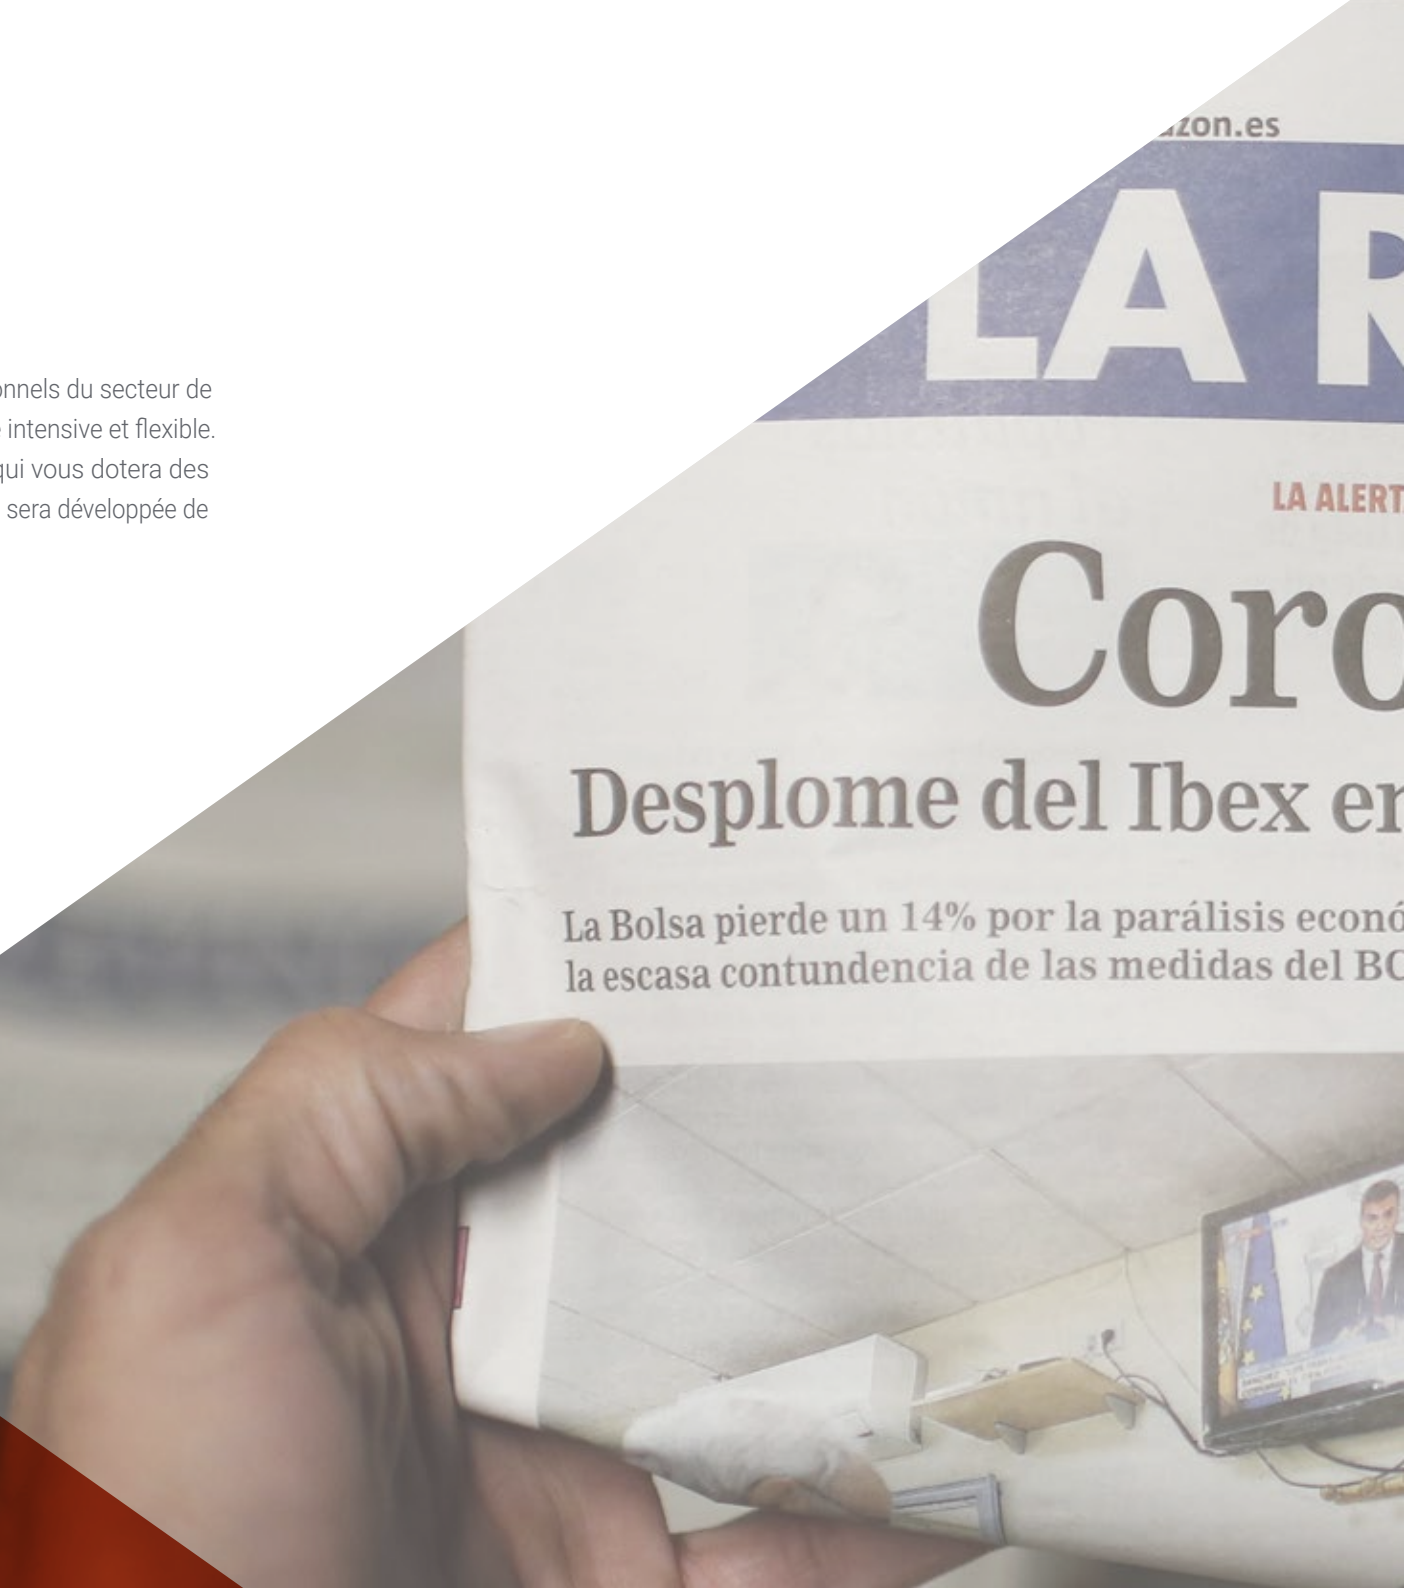 onnels du secteur de
intensive et flexible.
qui vous dotera des
sera développée de
azon.es
LA R
LA ALERT
Coro
Desplome del Ibex en
La Bolsa pierde un 14% por la parálisis econó
la escasa contundencia de las medidas del BC